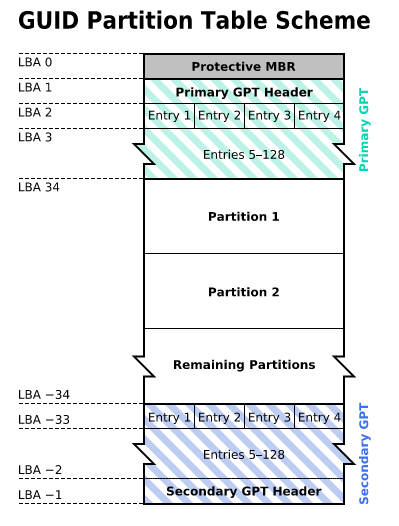 GUID Partition Table Scheme
LBA 0
Protective MBR
LBA 1
Primary GPT Header
LBA 2
Entry 1 Entry 2 Entry 3 Entry 4
LBA 3
Entries 5–128
Primary GPT
LBA 34
Partition 1
Partition 2
Remaining Partitions
LBA −34
LBA −33
Entry 1 Entry 2 Entry 3 Entry 4
Entries 5–128
LBA −2
LBA −1
Secondary GPT Header
Secondary GPT